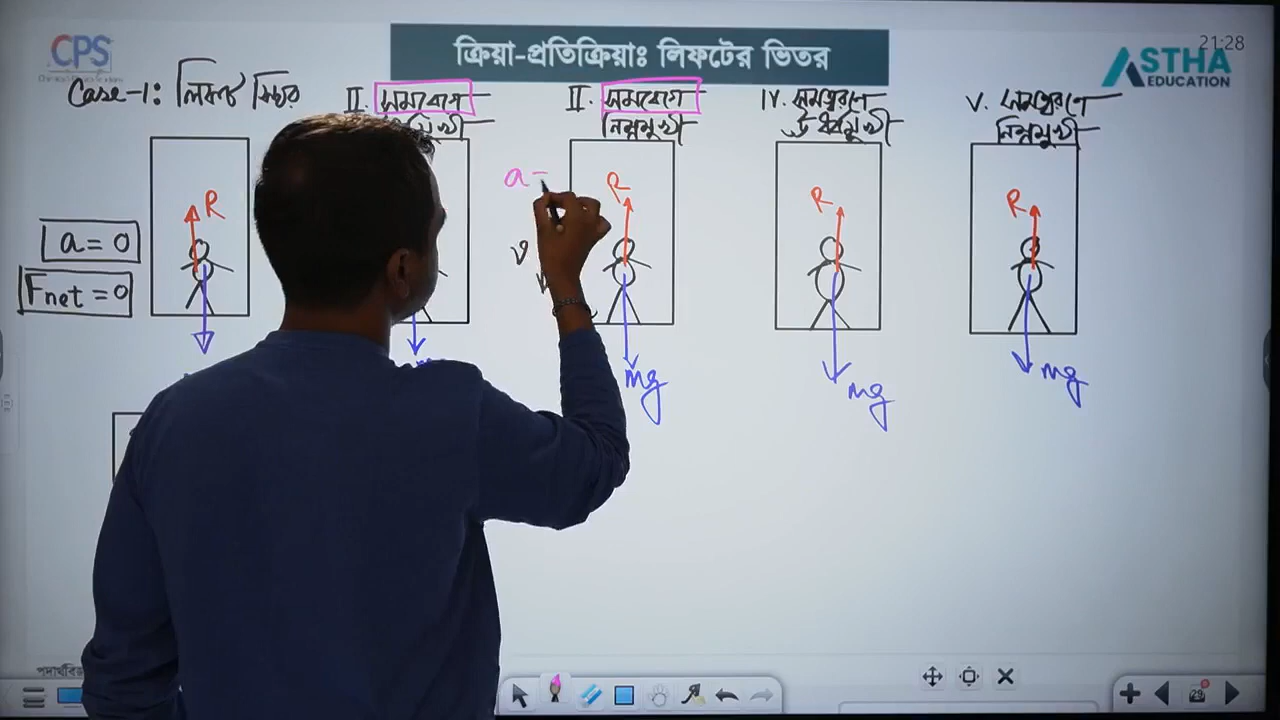 CPS
ক্রিয়া-প্রতিক্রিয়াঃ লিফটের ভিতর
21:28
ASTHA
EDUCATION
Case-1: লিফট স্থির
II. সমবেগে
II. সমবেগে
নিম্নমুখী
IV. সমত্বরণে
ঊর্ধ্বমুখী
V. সমত্বরণে
নিম্নমুখী
a =
R
R
R
R
a = 0
v
Fnet = 0
mg
mg
mg
29